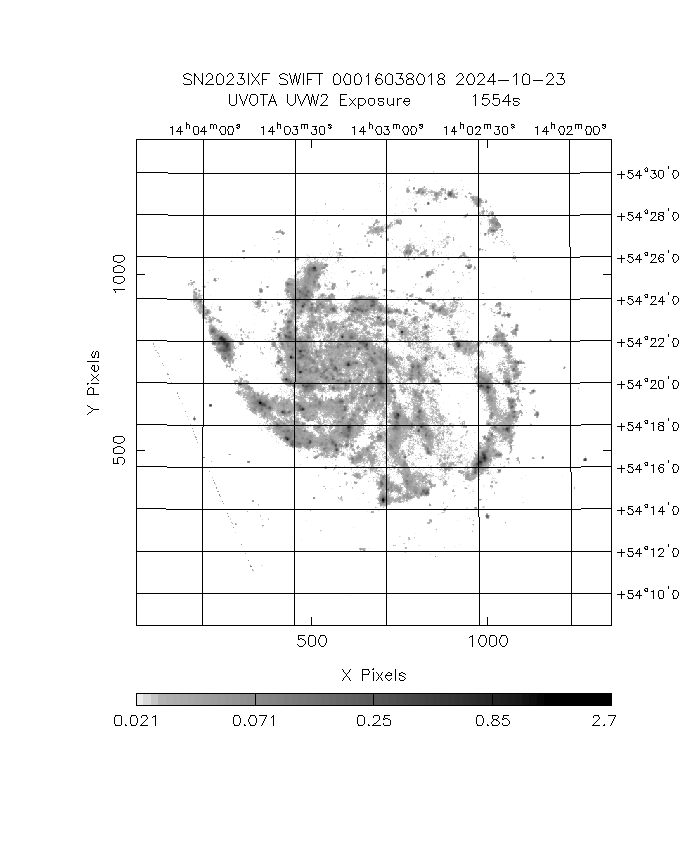 SN2023IXF SWIFT 00016038018 2024-10-23
UVOTA UVW2 Exposure 1554s
14ʰ04ᵐ00ˢ 14ʰ03ᵐ30ˢ 14ʰ03ᵐ00ˢ 14ʰ02ᵐ30ˢ 14ʰ02ᵐ00ˢ
+54°30'0
+54°28'0
+54°26'0
1000
+54°24'0
+54°22'0
Y Pixels
+54°20'0
+54°18'0
500
+54°16'0
+54°14'0
+54°12'0
+54°10'0
500 1000
X Pixels
0.021 0.071 0.25 0.85 2.7